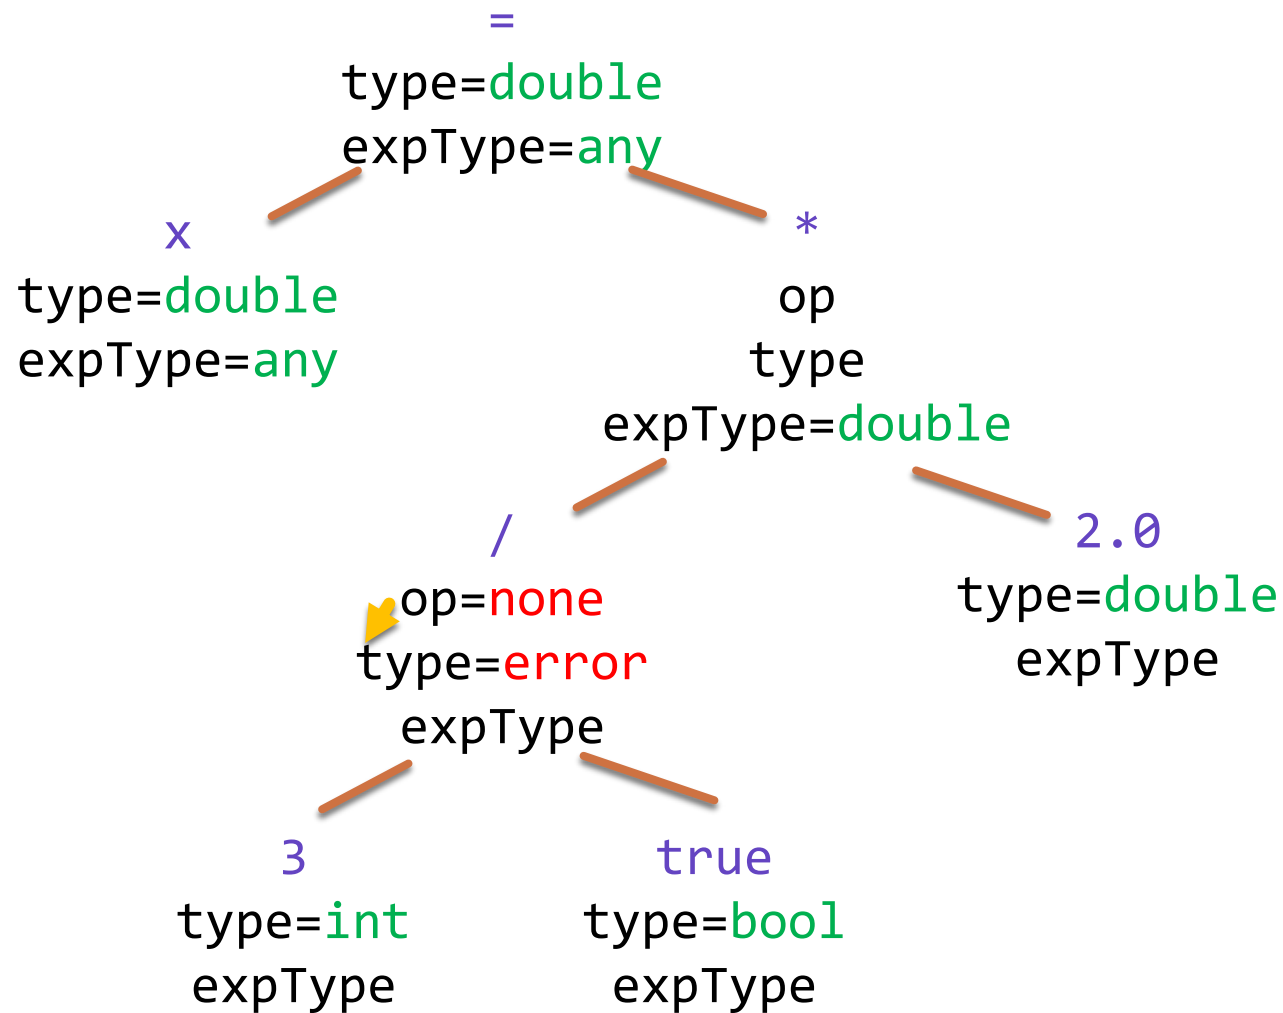 =
type=double
expType=any
x
type=double
expType=any
*
op
type
expType=double
/
op=none
type=error
expType
2.0
type=double
expType
3
type=int
expType
true
type=bool
expType